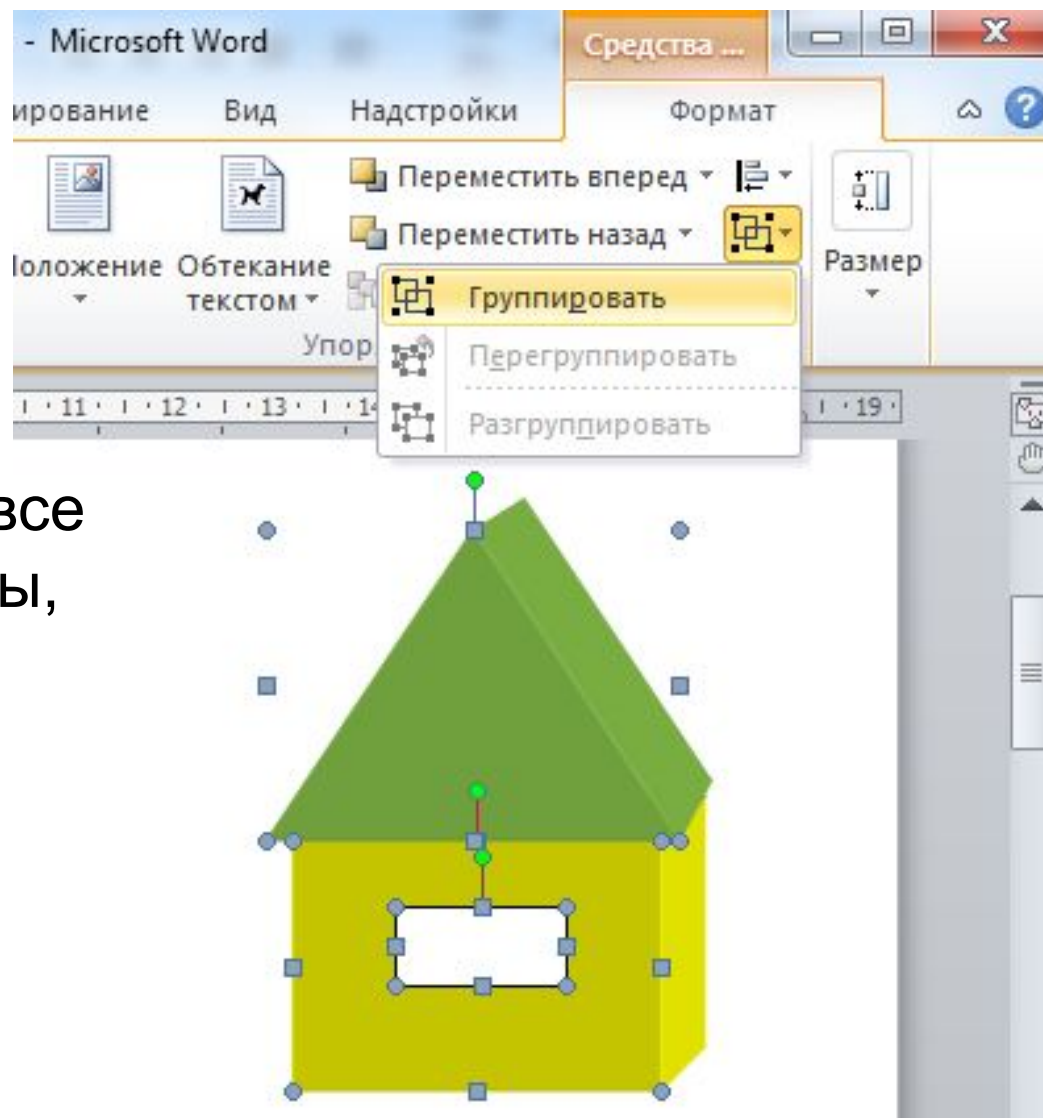 - Microsoft Word
Средства ...
ирование Вид Надстройки Формат
Переместить вперед
Переместить назад
оложение Обтекание текстом
Размер
Группировать
Упор
Перегруппировать
Разгруппировать
11 12 13 14 19
все
ы,